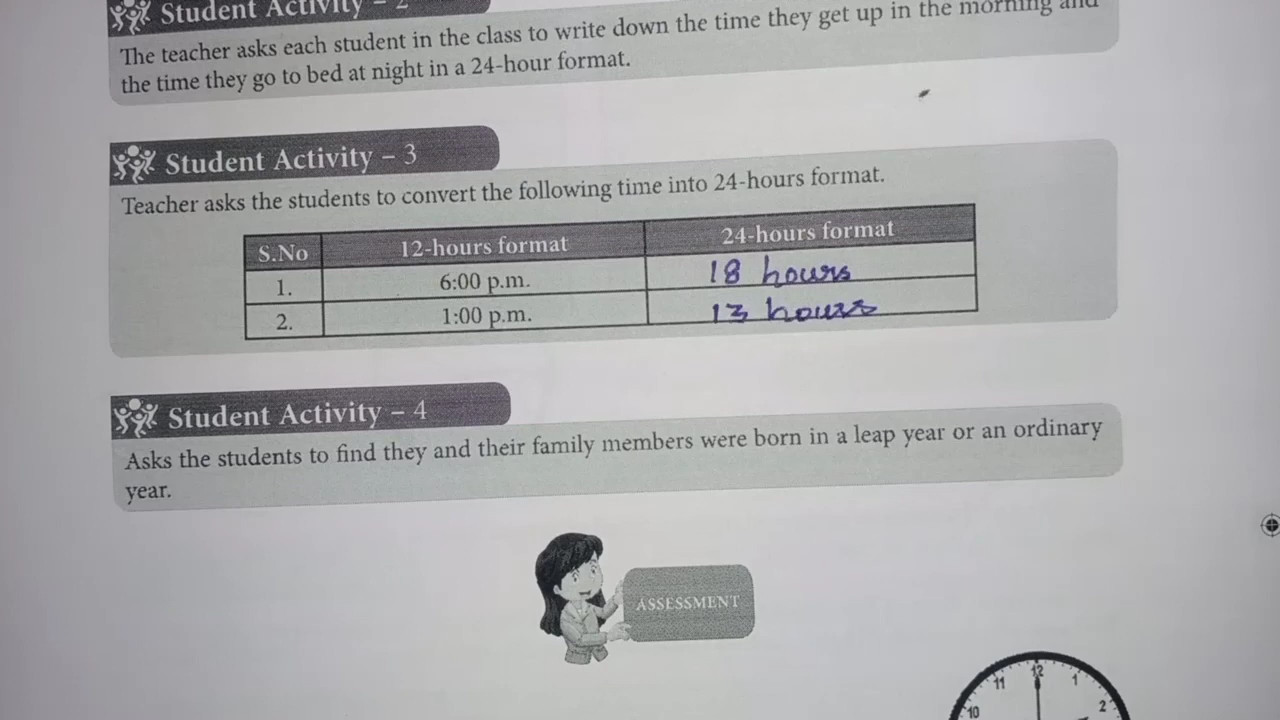 Student Activity – 2
The teacher asks each student in the class to write down the time they get up in the morning and
the time they go to bed at night in a 24-hour format.
Student Activity – 3
Teacher asks the students to convert the following time into 24-hours format.
S.No 12-hours format 24-hours format
1. 6:00 p.m. 18 hours
2. 1:00 p.m. 13 hours
Student Activity – 4
Asks the students to find they and their family members were born in a leap year or an ordinary
year.
ASSESSMENT
12
11 1
10 2